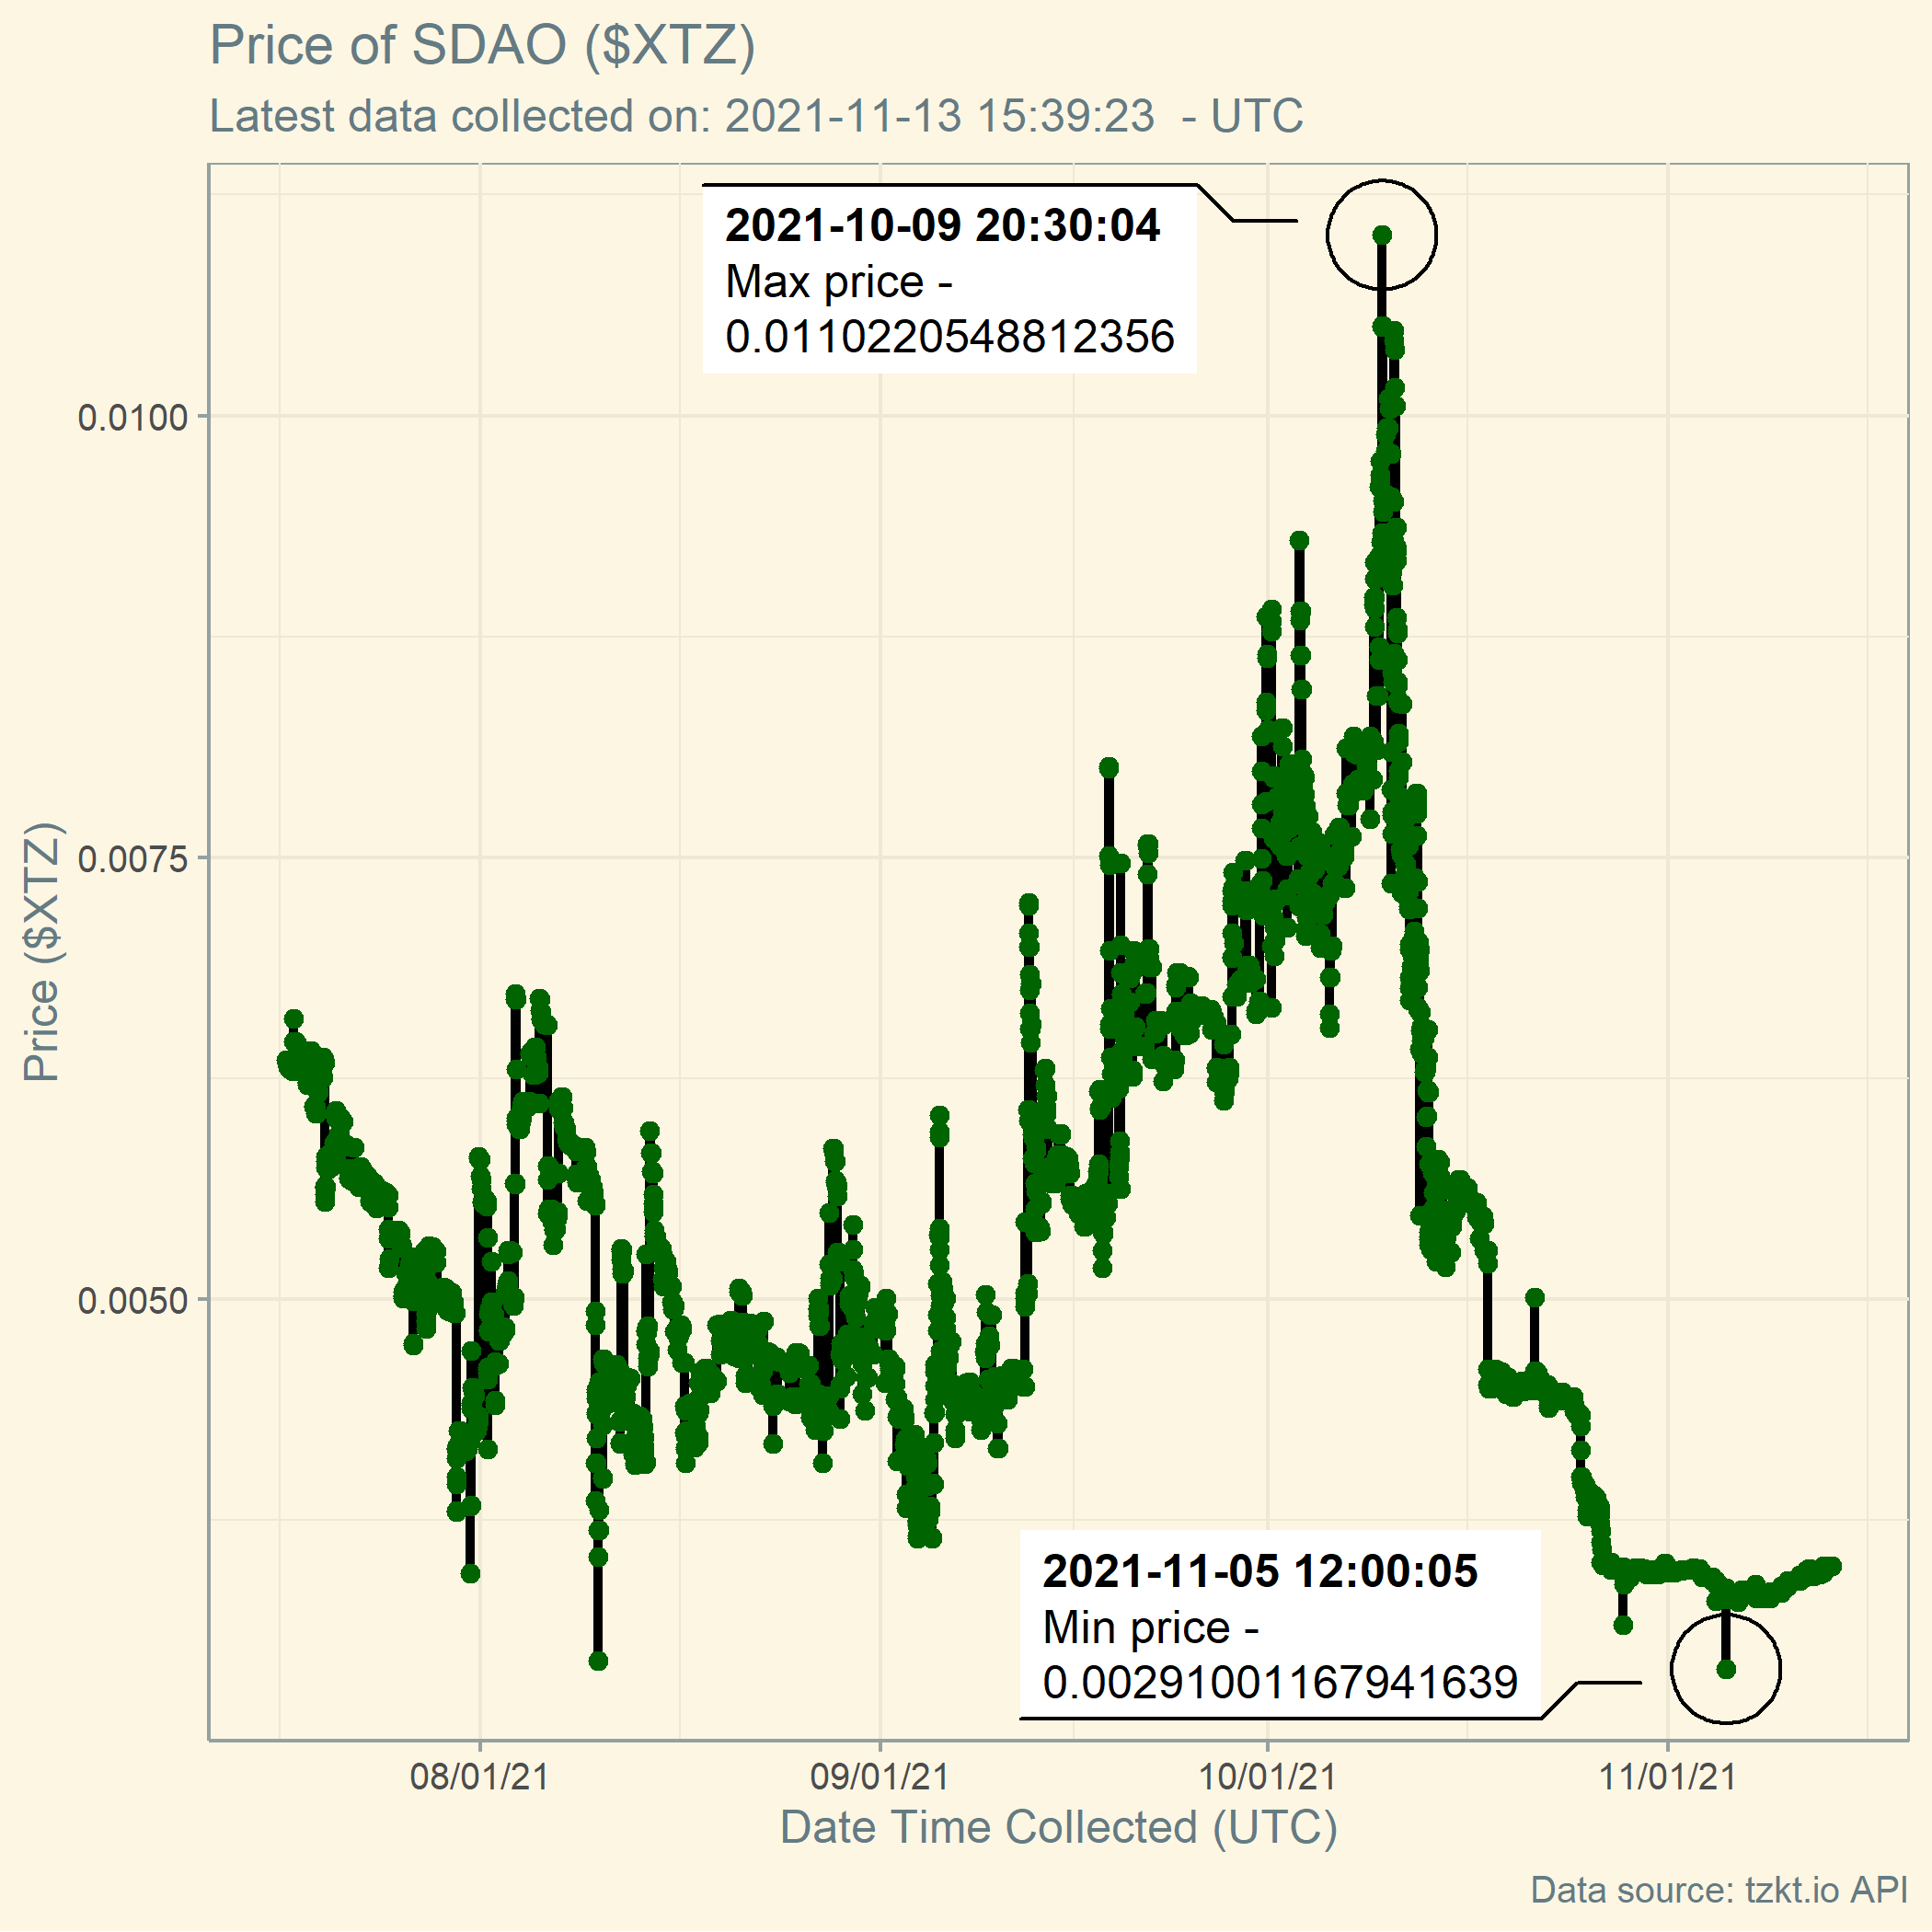 Price of SDAO ($XTZ)
Latest data collected on: 2021-11-13 15:39:23  - UTC
2021-10-09 20:30:04
Max price -
0.0110220548812356
0.0100
0.0075
0.0050
Price ($XTZ)
2021-11-05 12:00:05
Min price -
0.00291001167941639
08/01/21
09/01/21
10/01/21
11/01/21
Date Time Collected (UTC)
Data source: tzkt.io API